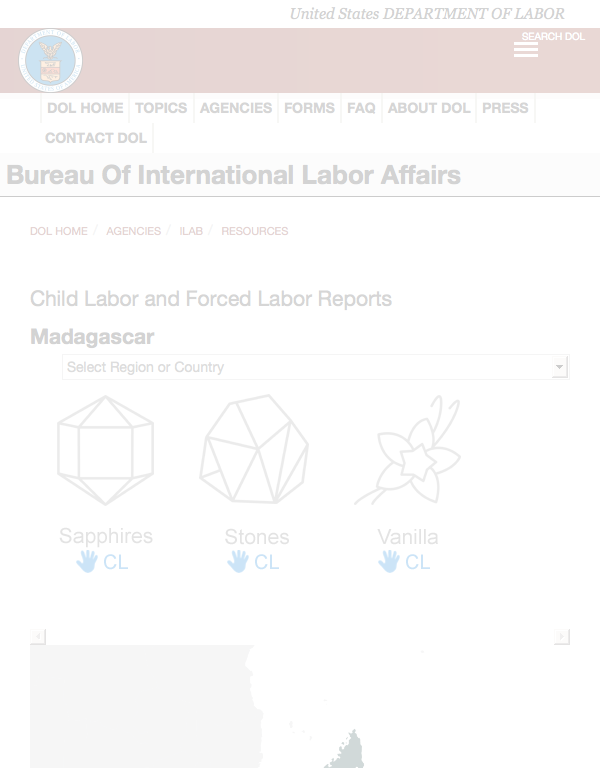 United States DEPARTMENT OF LABOR
SEARCH DOL
DOL HOME TOPICS AGENCIES FORMS FAQ ABOUT DOL PRESS
CONTACT DOL
Bureau Of International Labor Affairs
DOL HOME / AGENCIES / ILAB / RESOURCES
Child Labor and Forced Labor Reports
Madagascar
Select Region or Country
Sapphires Stones Vanilla
CL CL CL